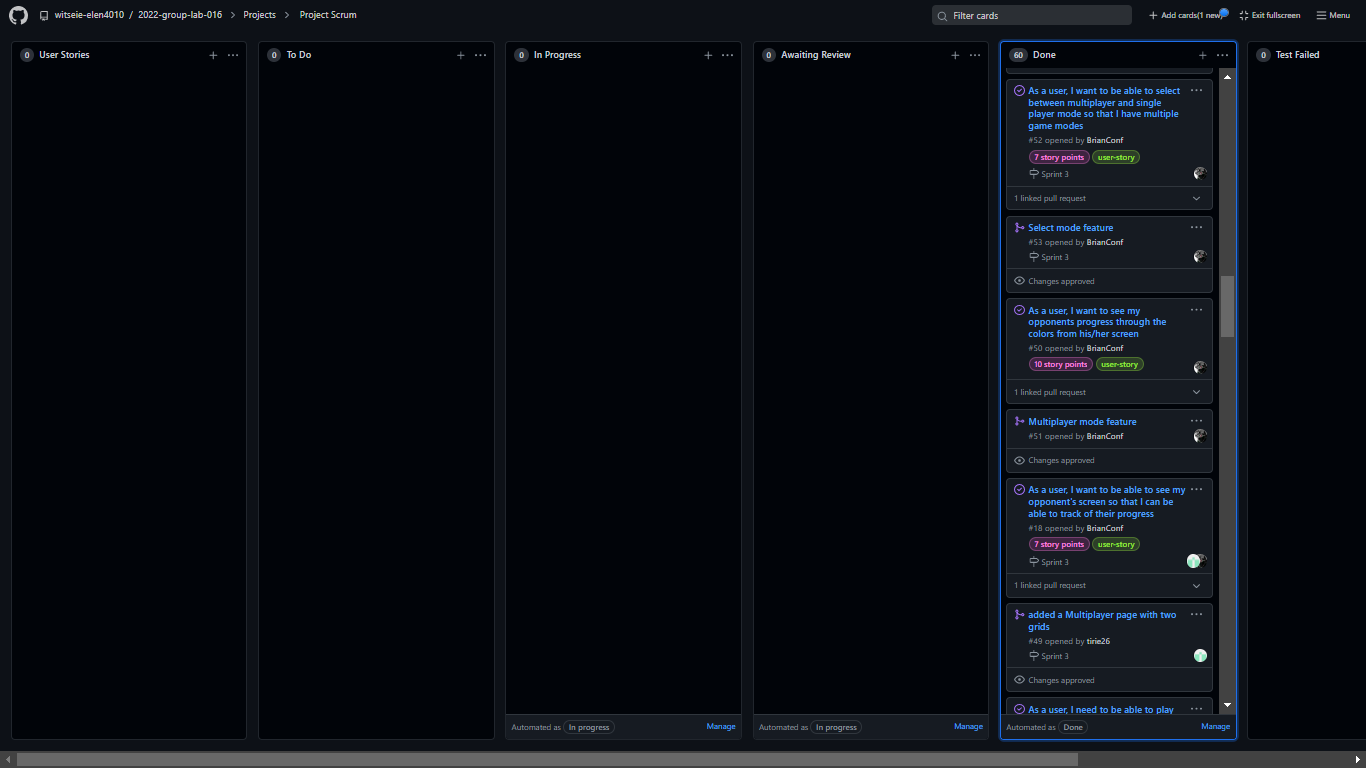 witseie-elen4010 / 2022-group-lab-016 > Projects > Project Scrum
Filter cards
+ Add cards(1 new)
Exit fullscreen
Menu
0 User Stories
0 To Do
0 In Progress
0 Awaiting Review
60 Done
0 Test Failed
As a user, I want to be able to select
between multiplayer and single
player mode so that I have multiple
game modes
#52 opened by BrianConf
7 story points user-story
Sprint 3
1 linked pull request
Select mode feature
#53 opened by BrianConf
Sprint 3
Changes approved
As a user, I want to see my
opponents progress through the
colors from his/her screen
#50 opened by BrianConf
10 story points user-story
1 linked pull request
Multiplayer mode feature
#51 opened by BrianConf
Changes approved
As a user, I want to be able to see my
opponent's screen so that I can be
able to track of their progress
#18 opened by BrianConf
7 story points user-story
Sprint 3
1 linked pull request
added a Multiplayer page with two
grids
#49 opened by tirie26
Sprint 3
Changes approved
As a user, I need to be able to play
Automated as In progress Manage
Automated as In progress Manage
Automated as Done Manage